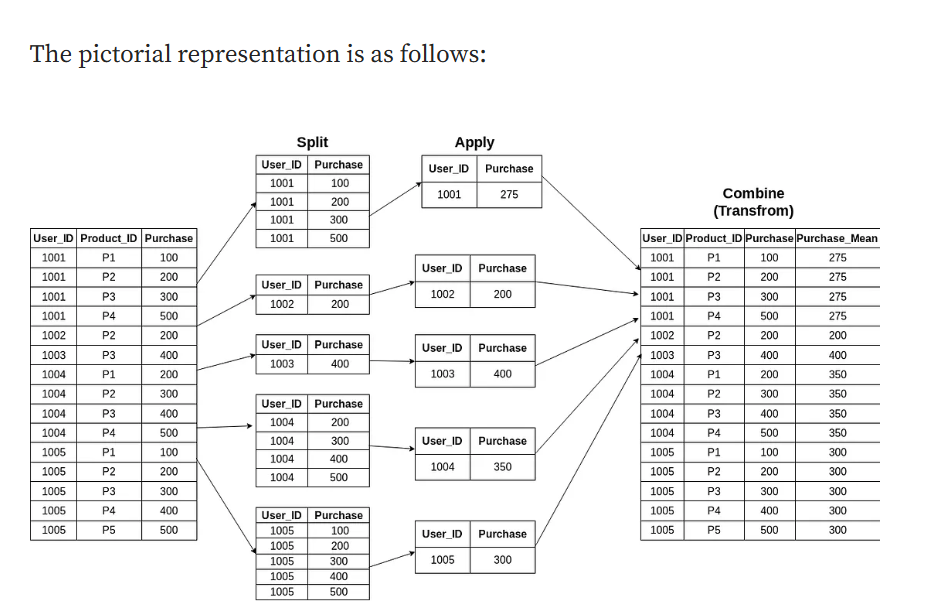 The pictorial representation is as follows:
Split
User_ID Purchase
1001 100
1001 200
1001 300
1001 500
User_ID Purchase
1002 200
User_ID Purchase
1003 400
User_ID Purchase
1004 200
1004 300
1004 400
1004 500
User_ID Purchase
1005 100
1005 200
1005 300
1005 400
1005 500
Apply
User_ID Purchase
1001 275
User_ID Purchase
1002 200
User_ID Purchase
1003 400
User_ID Purchase
1004 350
User_ID Purchase
1005 300
User_ID Product_ID Purchase
1001 P1 100
1001 P2 200
1001 P3 300
1001 P4 500
1002 P2 200
1003 P3 400
1004 P1 200
1004 P2 300
1004 P3 400
1004 P4 500
1005 P1 100
1005 P2 200
1005 P3 300
1005 P4 400
1005 P5 500
Combine
(Transfrom)
User_ID Product_ID Purchase Purchase_Mean
1001 P1 100 275
1001 P2 200 275
1001 P3 300 275
1001 P4 500 275
1002 P2 200 200
1003 P3 400 400
1004 P1 200 350
1004 P2 300 350
1004 P3 400 350
1004 P4 500 350
1005 P1 100 300
1005 P2 200 300
1005 P3 300 300
1005 P4 400 300
1005 P5 500 300